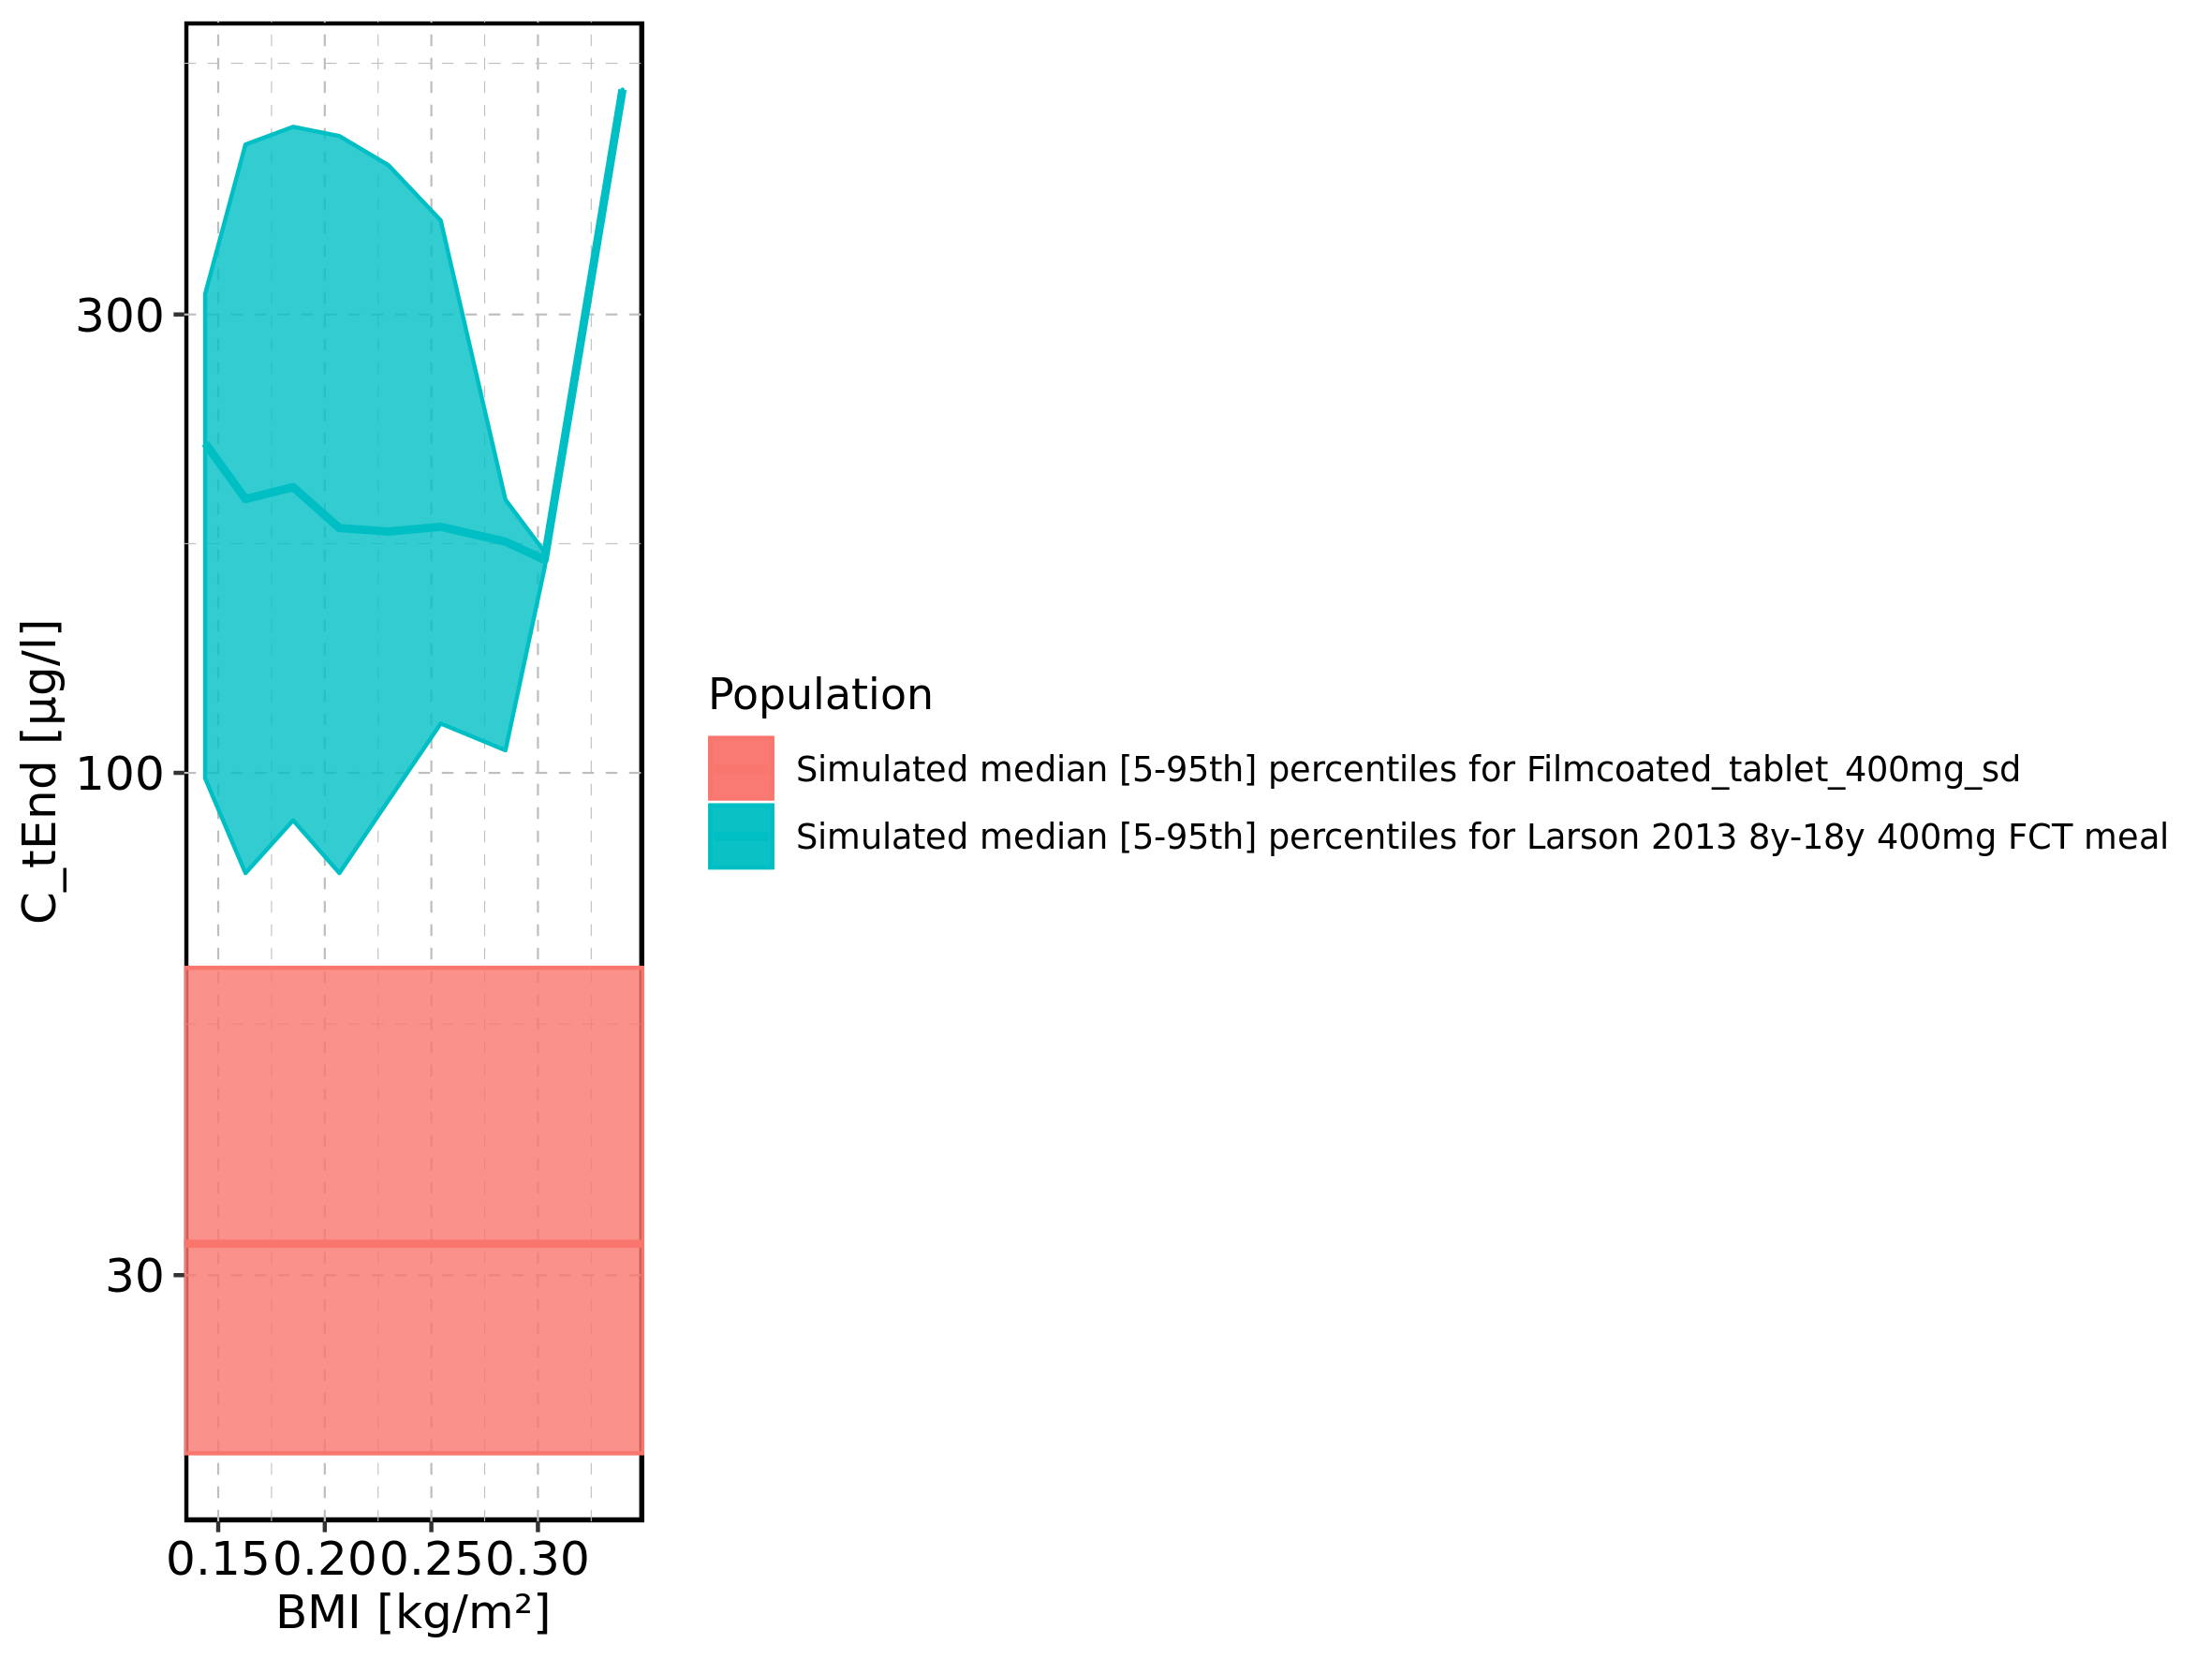 C_tEnd [µg/l]
300
100
30
0.15 0.20 0.25 0.30
BMI [kg/m²]
Population
Simulated median [5-95th] percentiles for Filmcoated_tablet_400mg_sd
Simulated median [5-95th] percentiles for Larson 2013 8y-18y 400mg FCT meal